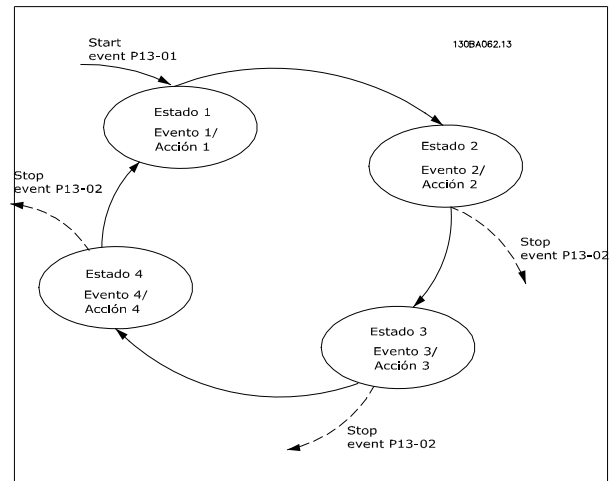 Start
event P13-01
130BA062.13
Estado 1
Evento 1/
Acción 1
Estado 2
Evento 2/
Acción 2
Stop
event P13-02
Stop
event P13-02
Estado 4
Evento 4/
Acción 4
Estado 3
Evento 3/
Acción 3
Stop
event P13-02